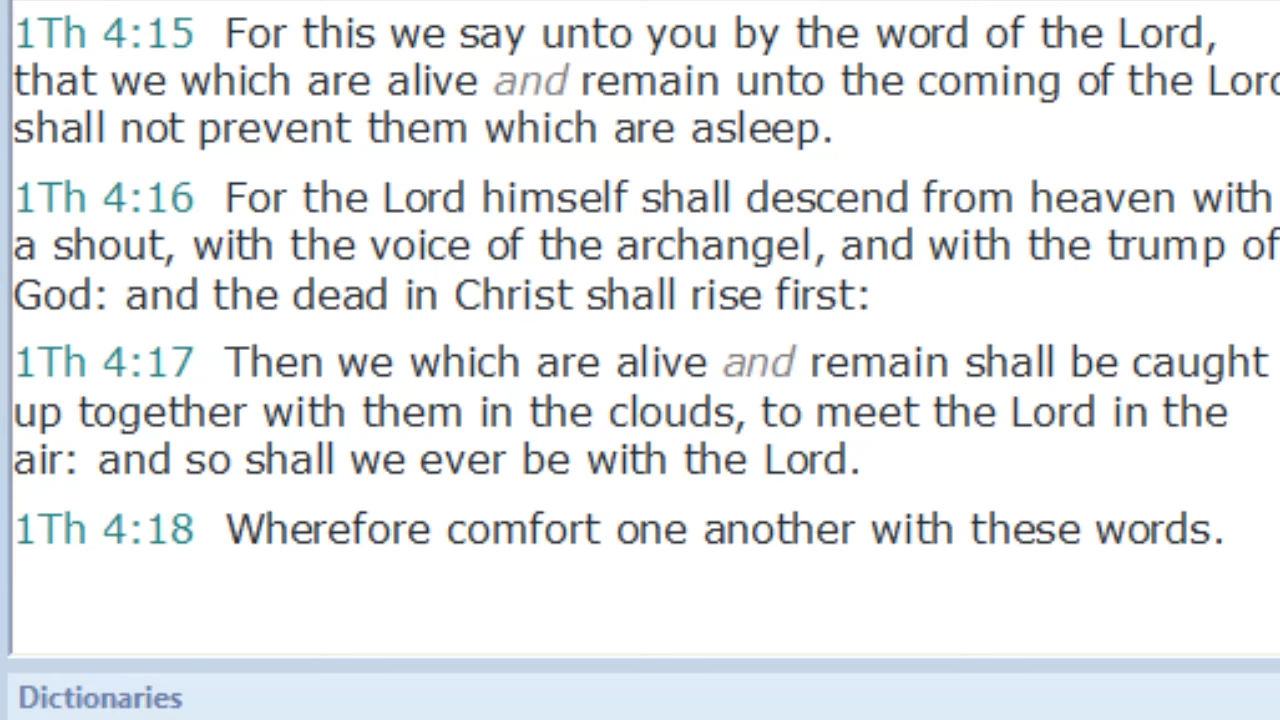 1Th 4:15 For this we say unto you by the word of the Lord,
that we which are alive and remain unto the coming of the Lord
shall not prevent them which are asleep.
1Th 4:16 For the Lord himself shall descend from heaven with
a shout, with the voice of the archangel, and with the trump of
God: and the dead in Christ shall rise first:
1Th 4:17 Then we which are alive and remain shall be caught
up together with them in the clouds, to meet the Lord in the
air: and so shall we ever be with the Lord.
1Th 4:18 Wherefore comfort one another with these words.
Dictionaries